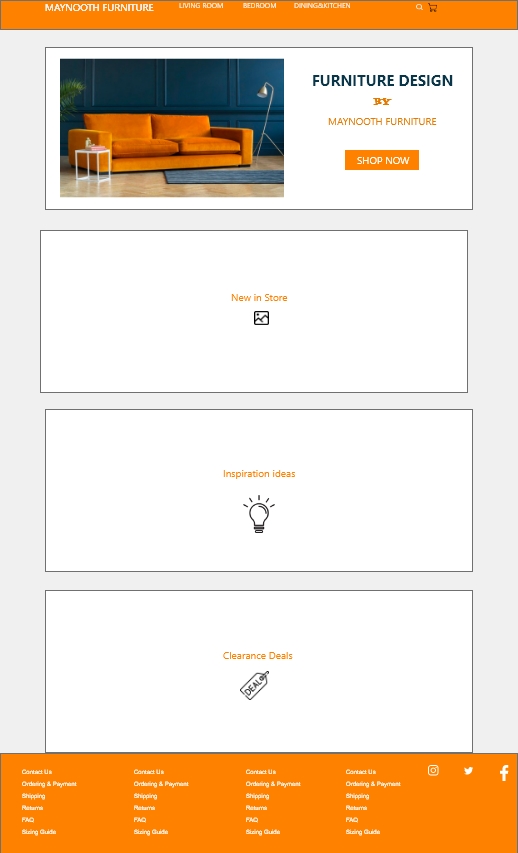 MAYNOOTH FURNITURE LIVING ROOM BEDROOM DINING&KITCHEN
FURNITURE DESIGN
BY
MAYNOOTH FURNITURE
SHOP NOW
New in Store
Inspiration ideas
Clearance Deals
DEAL
Contact Us Contact Us Contact Us Contact Us
Ordering & Payment Ordering & Payment Ordering & Payment Ordering & Payment
Shipping Shipping Shipping Shipping
Returns Returns Returns Returns
FAQ FAQ FAQ FAQ
Sizing Guide Sizing Guide Sizing Guide Sizing Guide